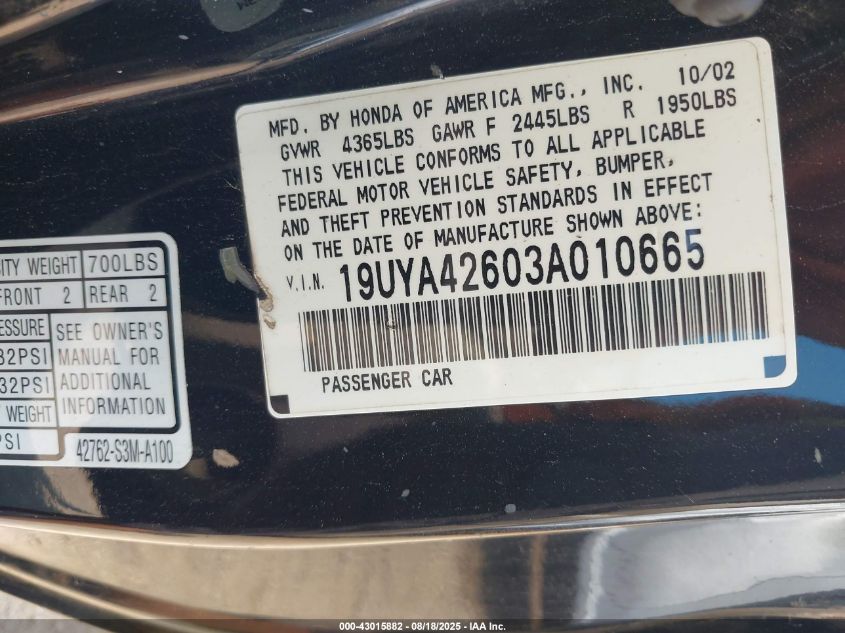 MFD. BY HONDA OF AMERICA MFG., INC. 10/02
GVWR 4365LBS GAWR F 2445LBS R 1950LBS
THIS VEHICLE CONFORMS TO ALL APPLICABLE
FEDERAL MOTOR VEHICLE SAFETY, BUMPER,
AND THEFT PREVENTION STANDARDS IN EFFECT
ON THE DATE OF MANUFACTURE SHOWN ABOVE:
V.I.N. 19UYA42603A010665
PASSENGER CAR
WEIGHT 700LBS
FRONT 2 REAR 2
SEE OWNER'S
MANUAL FOR
ADDITIONAL
INFORMATION
32PSI
32PSI
WEIGHT
PSI
42762-S3M-A100
000-43015882 - 08/18/2025 - IAA Inc.